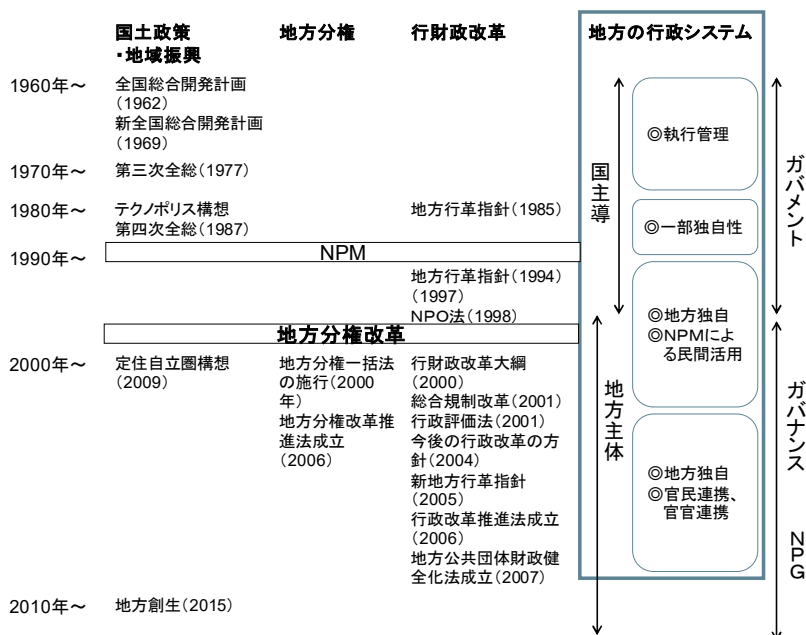 国土政策
・地域振興
地方分権
行財政改革
地方の行政システム
1960年~
全国総合開発計画
(1962)
新全国総合開発計画
(1969)
1970年~
第三次全総(1977)
1980年~
テクノポリス構想
第四次全総(1987)
地方行革指針(1985)
NPM
1990年~
地方行革指針(1994)
(1997)
NPO法(1998)
地方分権改革
2000年~
定住自立圏構想
(2009)
地方分権一括法
の施行(2000
年)
地方分権改革推
進法成立
(2006)
行財政改革大綱
(2000)
総合規制改革(2001)
行政評価法(2001)
今後の行政改革の方
針(2004)
新地方行革指針
(2005)
行政改革推進法成立
(2006)
地方公共団体財政健
全化法成立(2007)
2010年~
地方創生(2015)
国主導
地方主体
◎執行管理
◎一部独自性
◎地方独自
◎NPMによ
る民間活用
◎地方独自
◎官民連携、
官官連携
ガバメント
ガバナンス
NPG